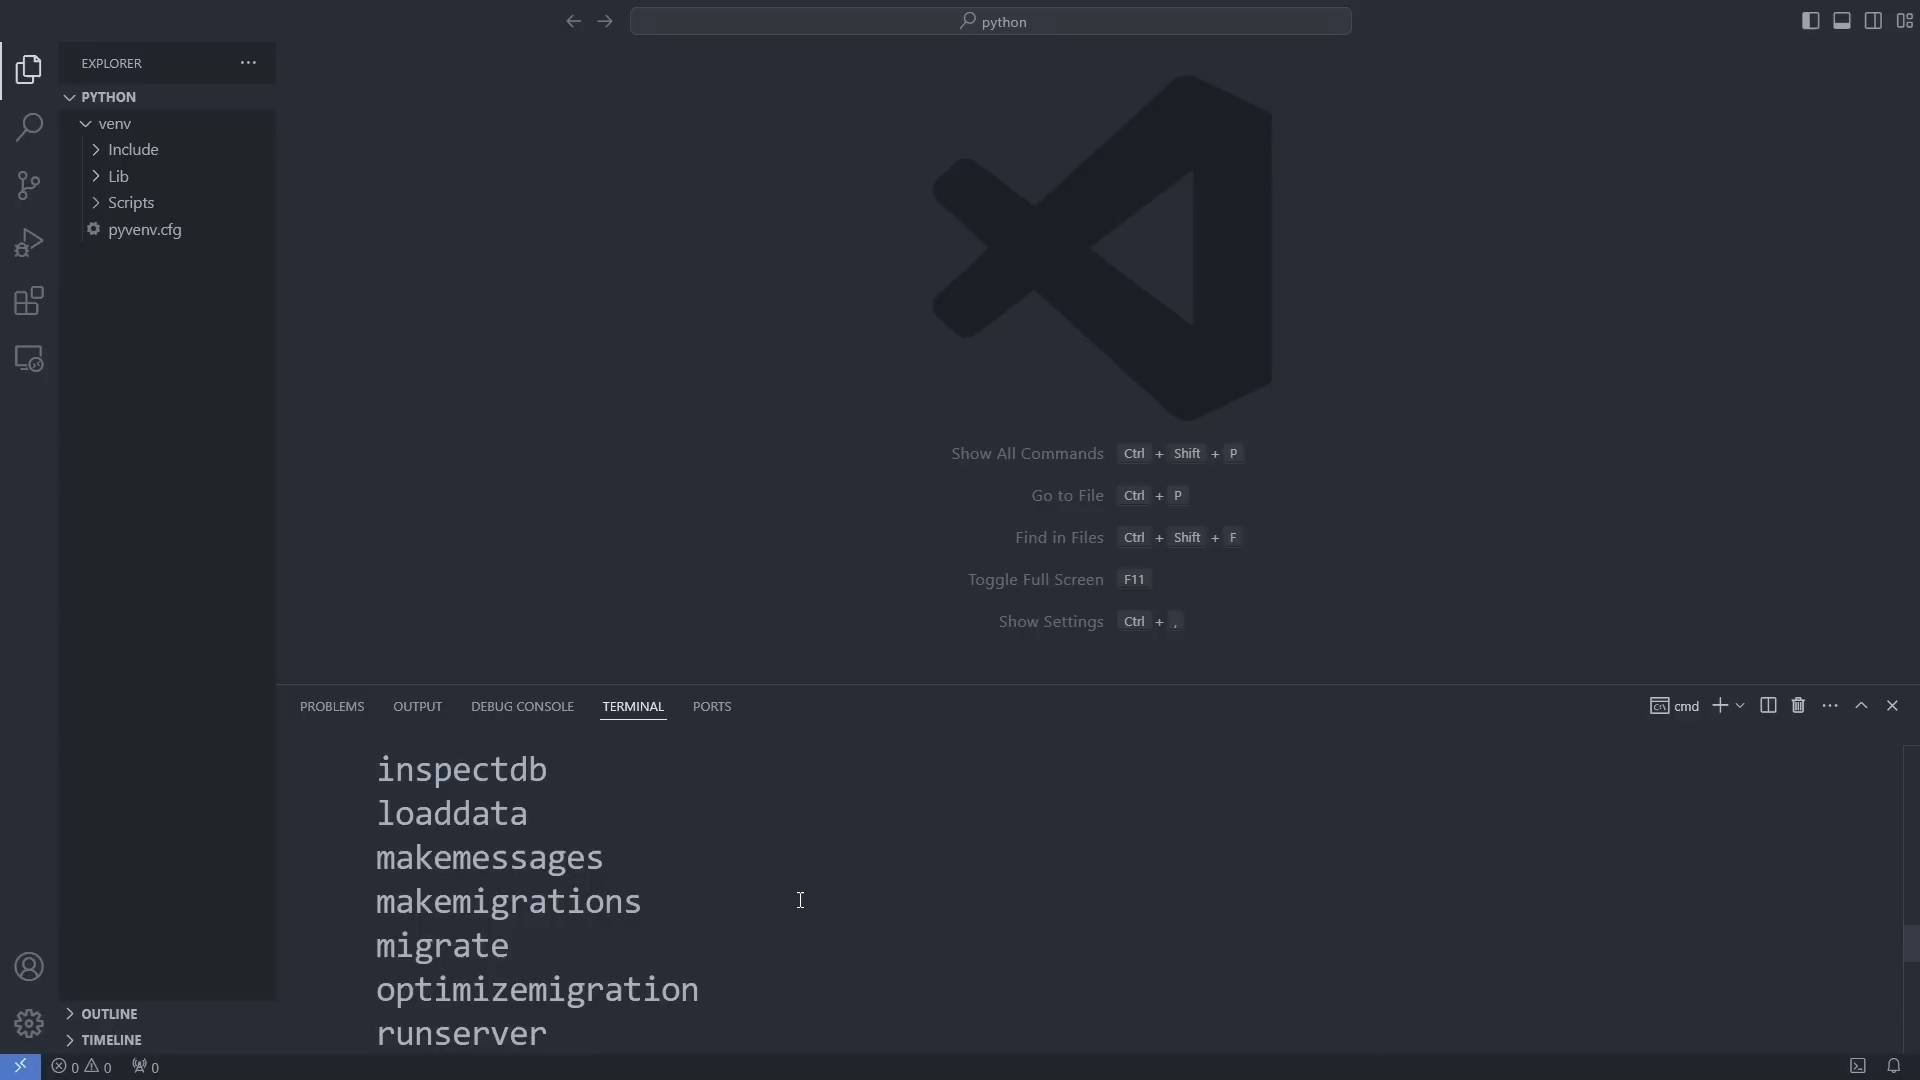 python
EXPLORER
PYTHON
venv
Include
Lib
Scripts
pyvenv.cfg
Show All Commands Ctrl + Shift + P
Go to File Ctrl + P
Find in Files Ctrl + Shift + F
Toggle Full Screen F11
Show Settings Ctrl + ,
PROBLEMS OUTPUT DEBUG CONSOLE TERMINAL PORTS
cmd
inspectdb
loaddata
makemessages
makemigrations
migrate
optimizemigration
runserver
OUTLINE
TIMELINE
0 0 0